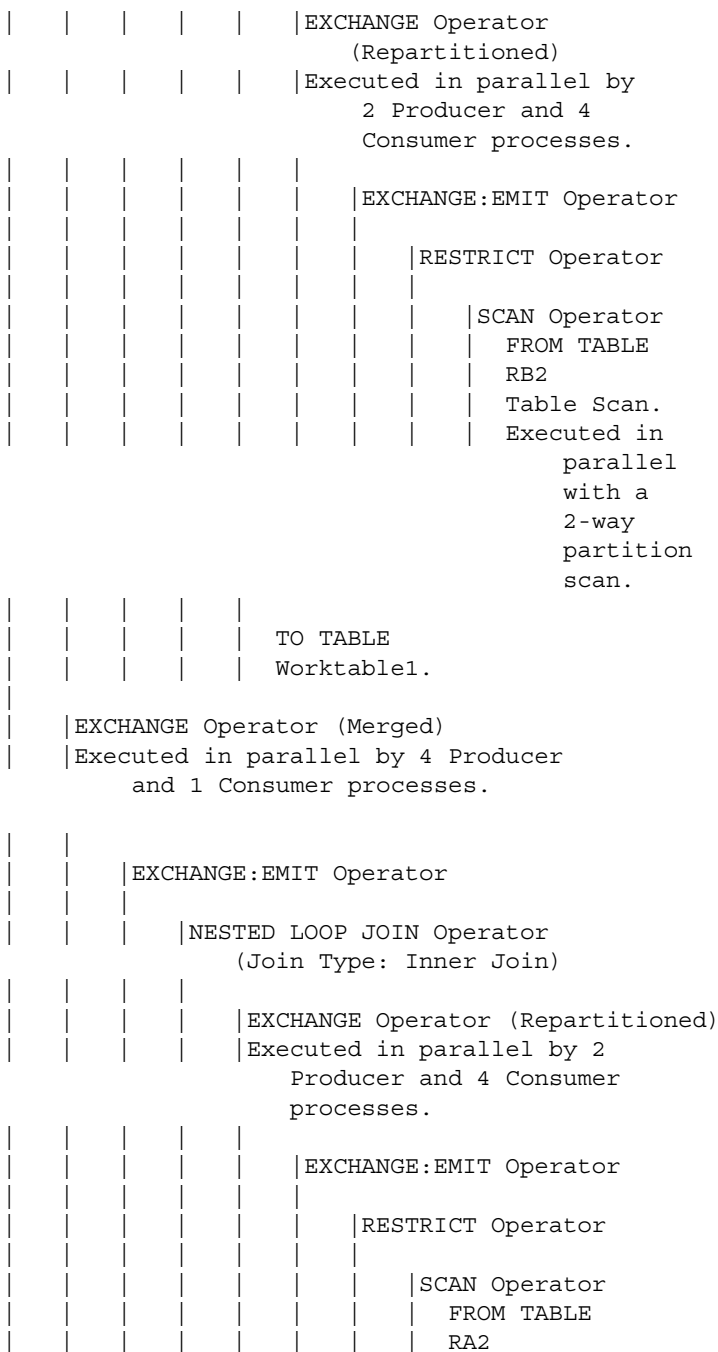 |   |   |   |   |   |EXCHANGE Operator
                        (Repartitioned)
|   |   |   |   |   |Executed in parallel by
                         2 Producer and 4
                         Consumer processes.
|   |   |   |   |   |
|   |   |   |   |   |   |EXCHANGE:EMIT Operator
|   |   |   |   |   |   |
|   |   |   |   |   |   |   |RESTRICT Operator
|   |   |   |   |   |   |   |
|   |   |   |   |   |   |   |   |SCAN Operator
|   |   |   |   |   |   |   |   |  FROM TABLE
|   |   |   |   |   |   |   |   |  RB2
|   |   |   |   |   |   |   |   |  Table Scan.
|   |   |   |   |   |   |   |   |  Executed in
                                       parallel
                                       with a
                                       2-way
                                       partition
                                       scan.
|   |   |   |   |
|   |   |   |   |  TO TABLE
|   |   |   |   |  Worktable1.
|
|   |EXCHANGE Operator (Merged)
|   |Executed in parallel by 4 Producer
         and 1 Consumer processes.
|   |
|   |   |EXCHANGE:EMIT Operator
|   |   |
|   |   |   |NESTED LOOP JOIN Operator
                (Join Type: Inner Join)
|   |   |   |
|   |   |   |   |EXCHANGE Operator (Repartitioned)
|   |   |   |   |Executed in parallel by 2
                    Producer and 4 Consumer
                    processes.
|   |   |   |   |
|   |   |   |   |   |EXCHANGE:EMIT Operator
|   |   |   |   |   |
|   |   |   |   |   |   |RESTRICT Operator
|   |   |   |   |   |   |
|   |   |   |   |   |   |   |SCAN Operator
|   |   |   |   |   |   |   |  FROM TABLE
|   |   |   |   |   |   |   |  RA2